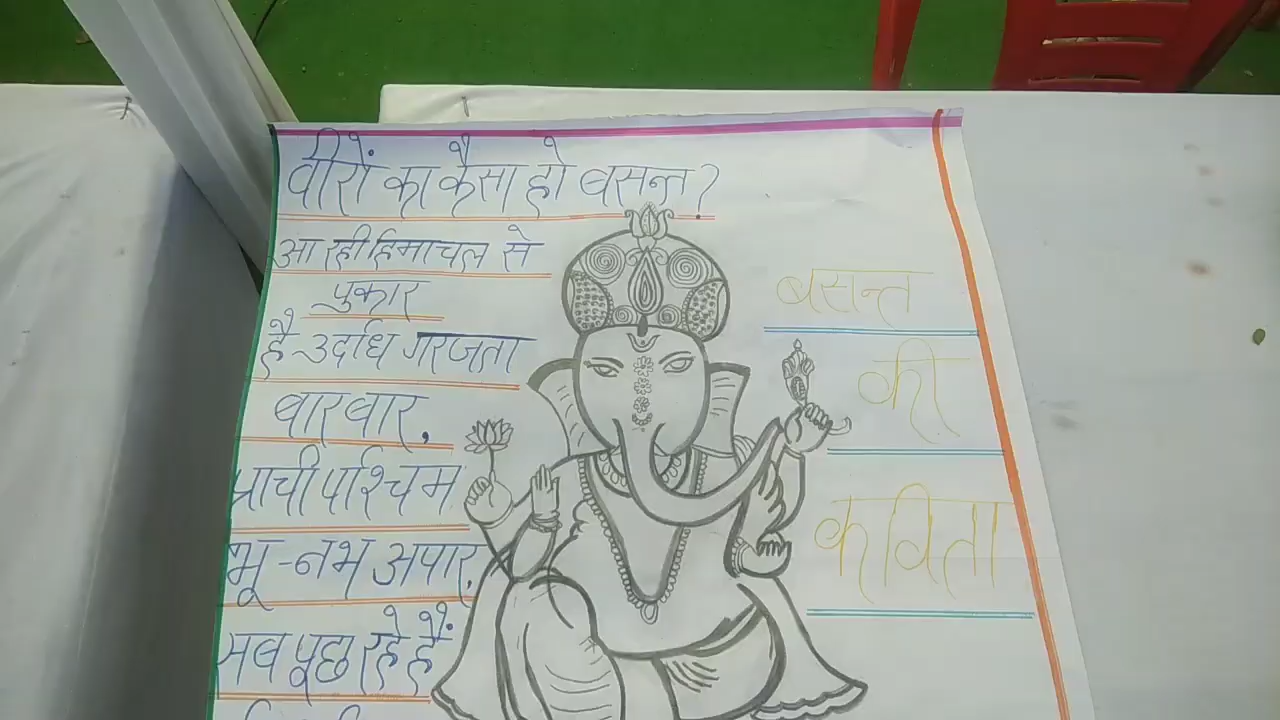 वीरों का कैसा हो बसन्त?
आ रही हिमाचल से
पुकार
है उदधि गरजता
बारबार,
प्राची पश्चिम
भू-नभ अपार,
सब पूछ रहे हैं
बसन्त
की
कविता